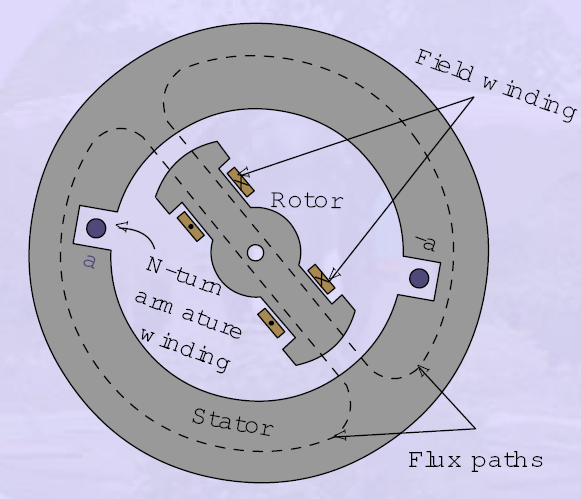 Field winding
Rotor
-a
a
N-turn
armature
winding
Stator
Flux paths